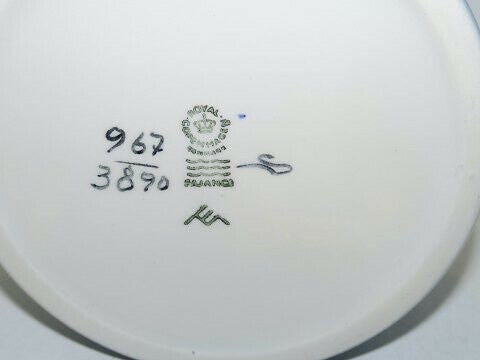 967
3890
ROYAL
COPENHAGEN
DENMARK
FAJANCE